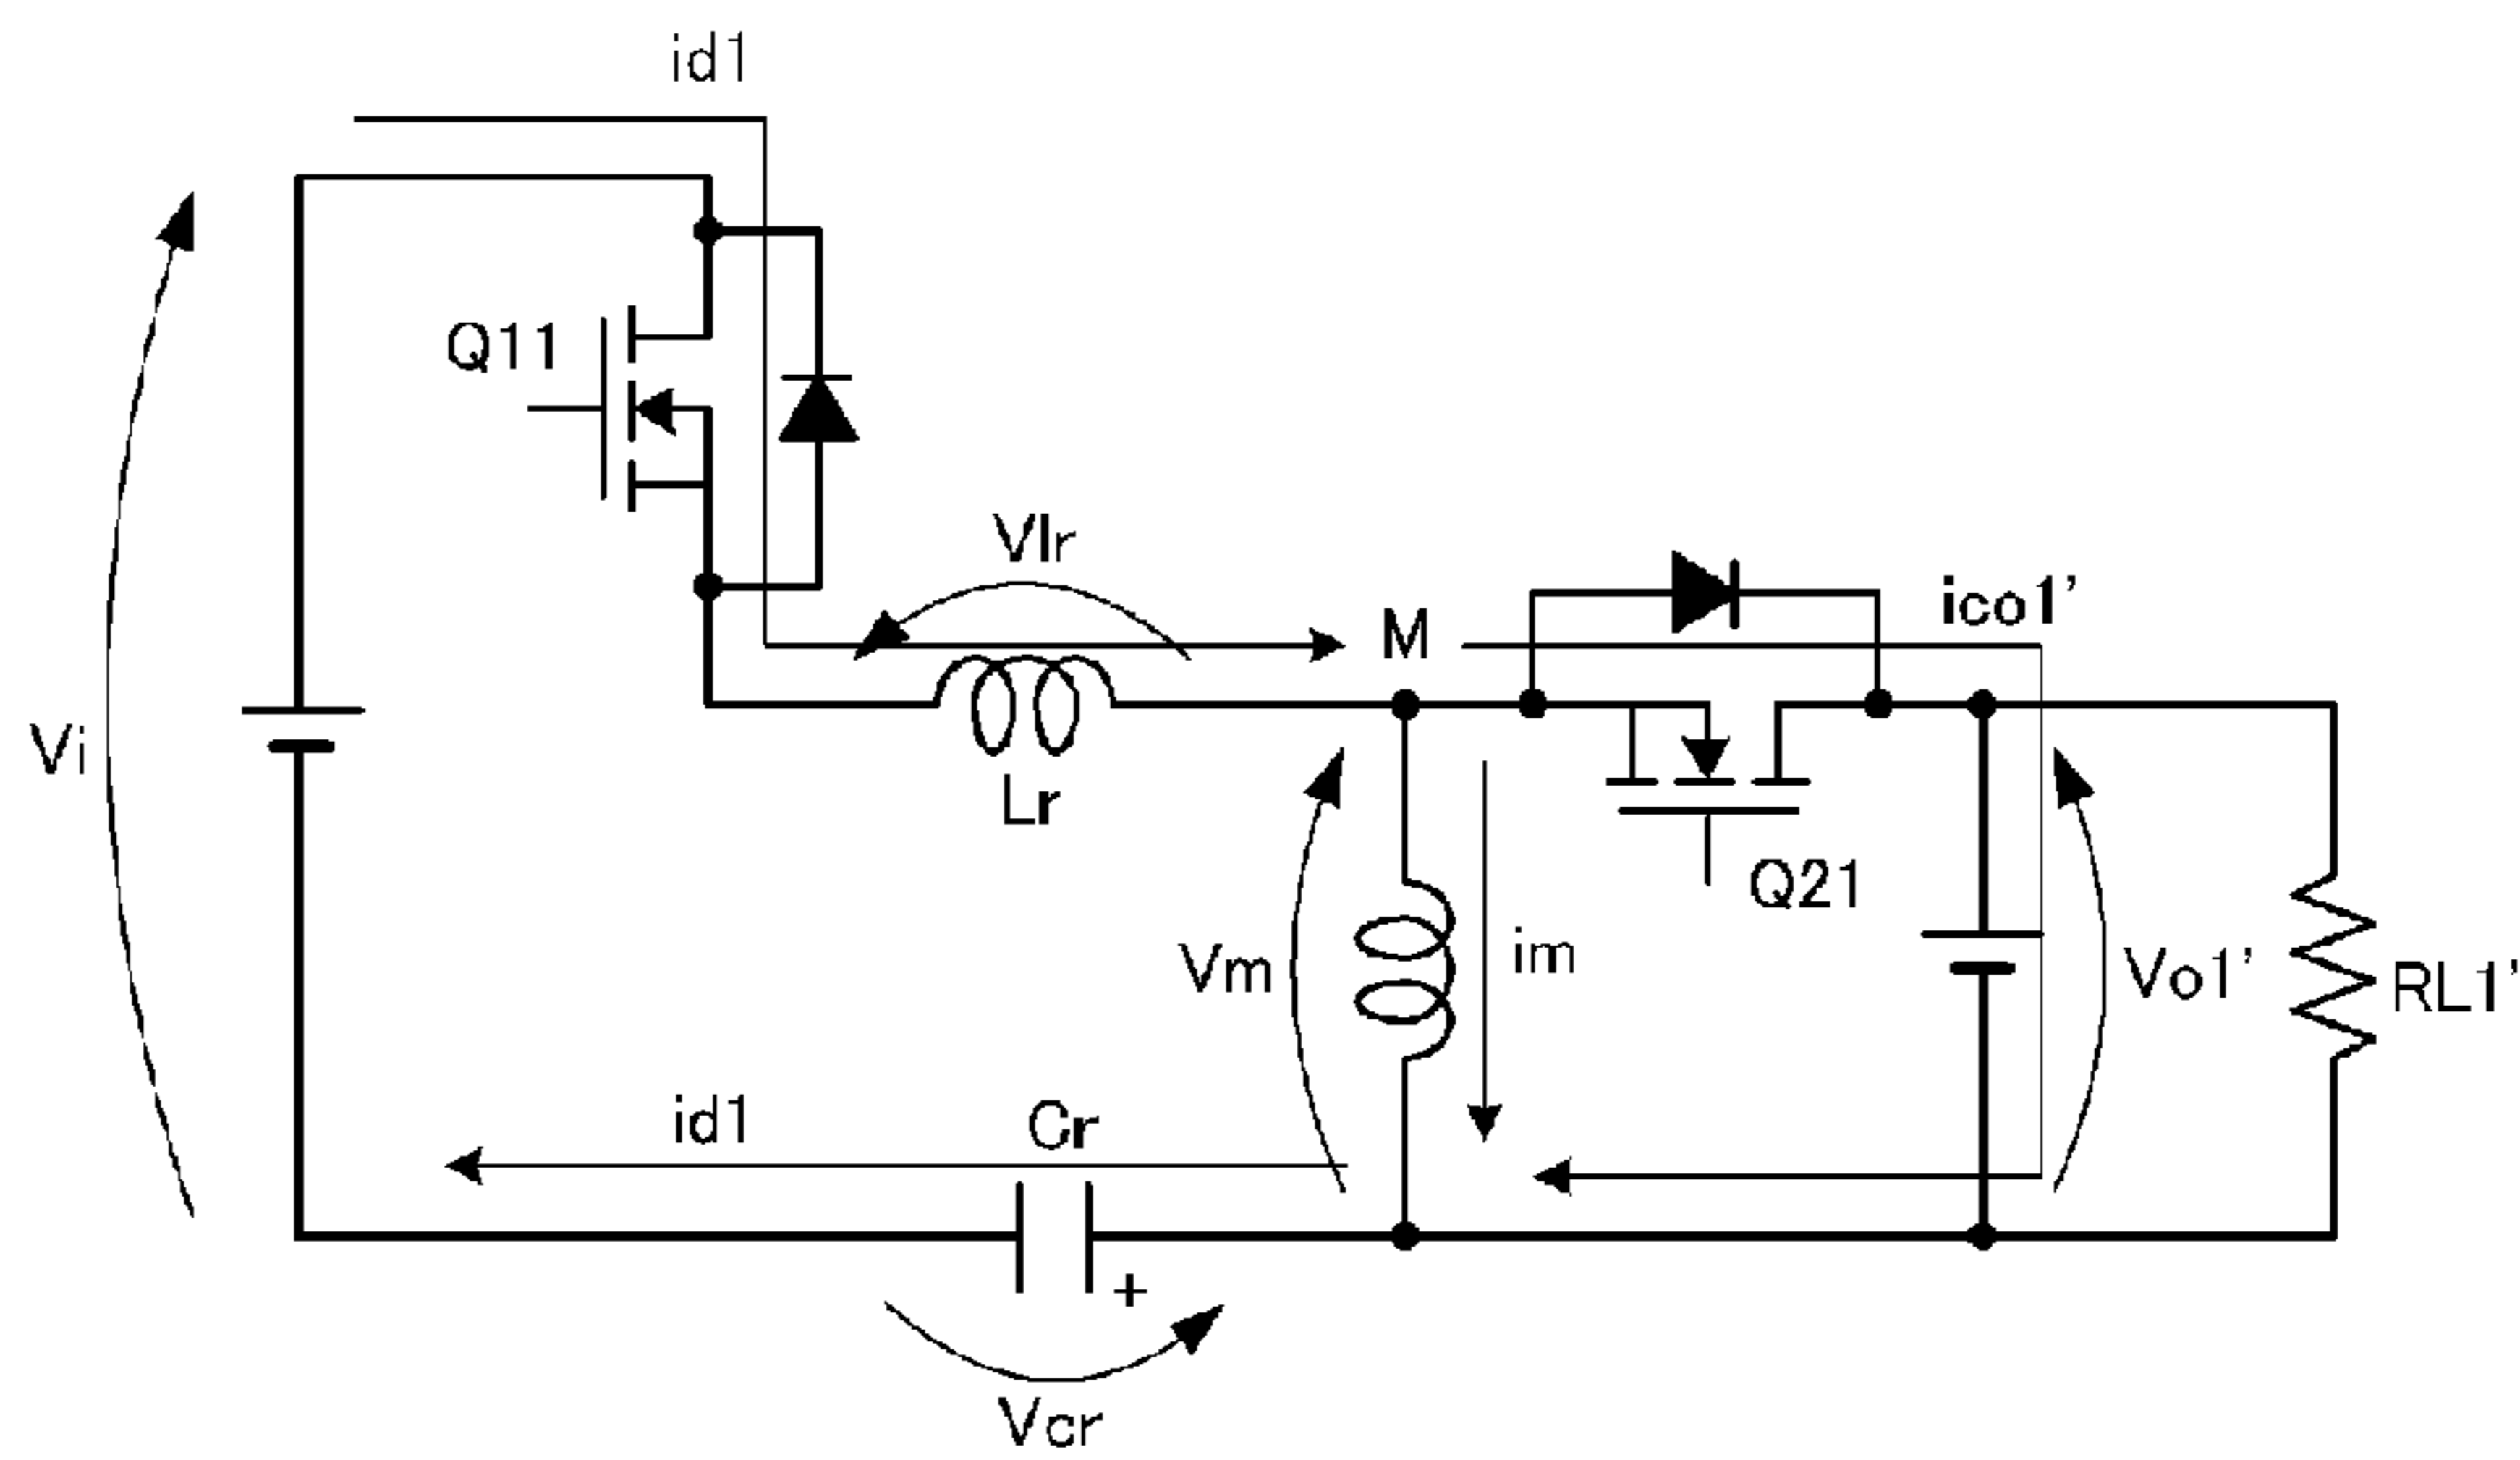 id1
Q11
Vlr
M
ico1'
Vi
Lr
Q21
Vm
im
Vo1'
RL1'
id1
Cr
+
Vcr